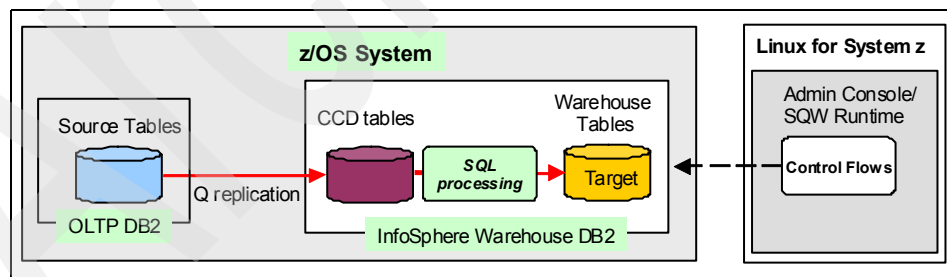 z/OS System
Linux for System z
Admin Console/
SQW Runtime
Control Flows
Source Tables
OLTP DB2
Q replication
CCD tables
SQL
processing
Warehouse
Tables
Target
InfoSphere Warehouse DB2